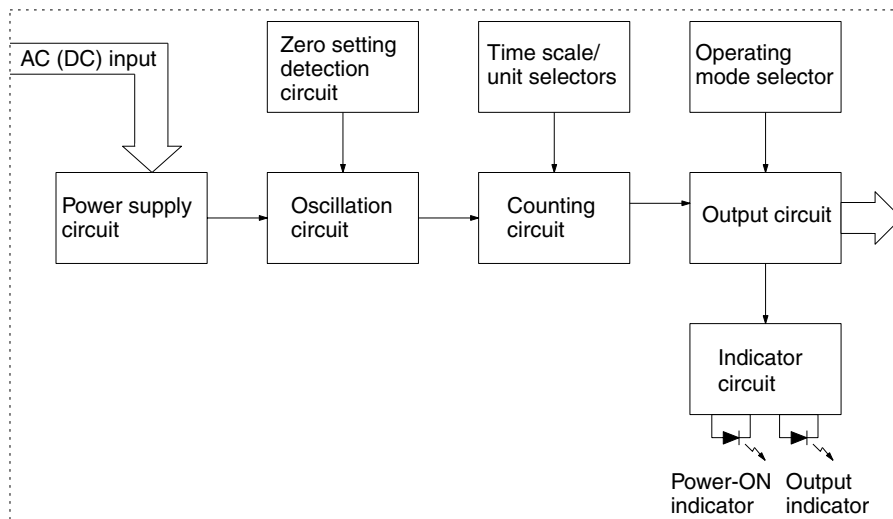 AC (DC) input
Zero setting
detection
circuit
Time scale/
unit selectors
Operating
mode selector
Power supply
circuit
Oscillation
circuit
Counting
circuit
Output circuit
Indicator
circuit
Power-ON
indicator
Output
indicator